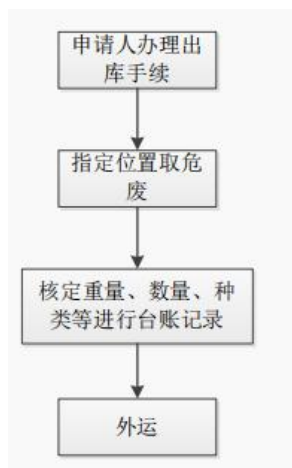 申请人办理出
库手续
指定位置取危
废
核定重量、数量、种
类等进行台账记录
外运